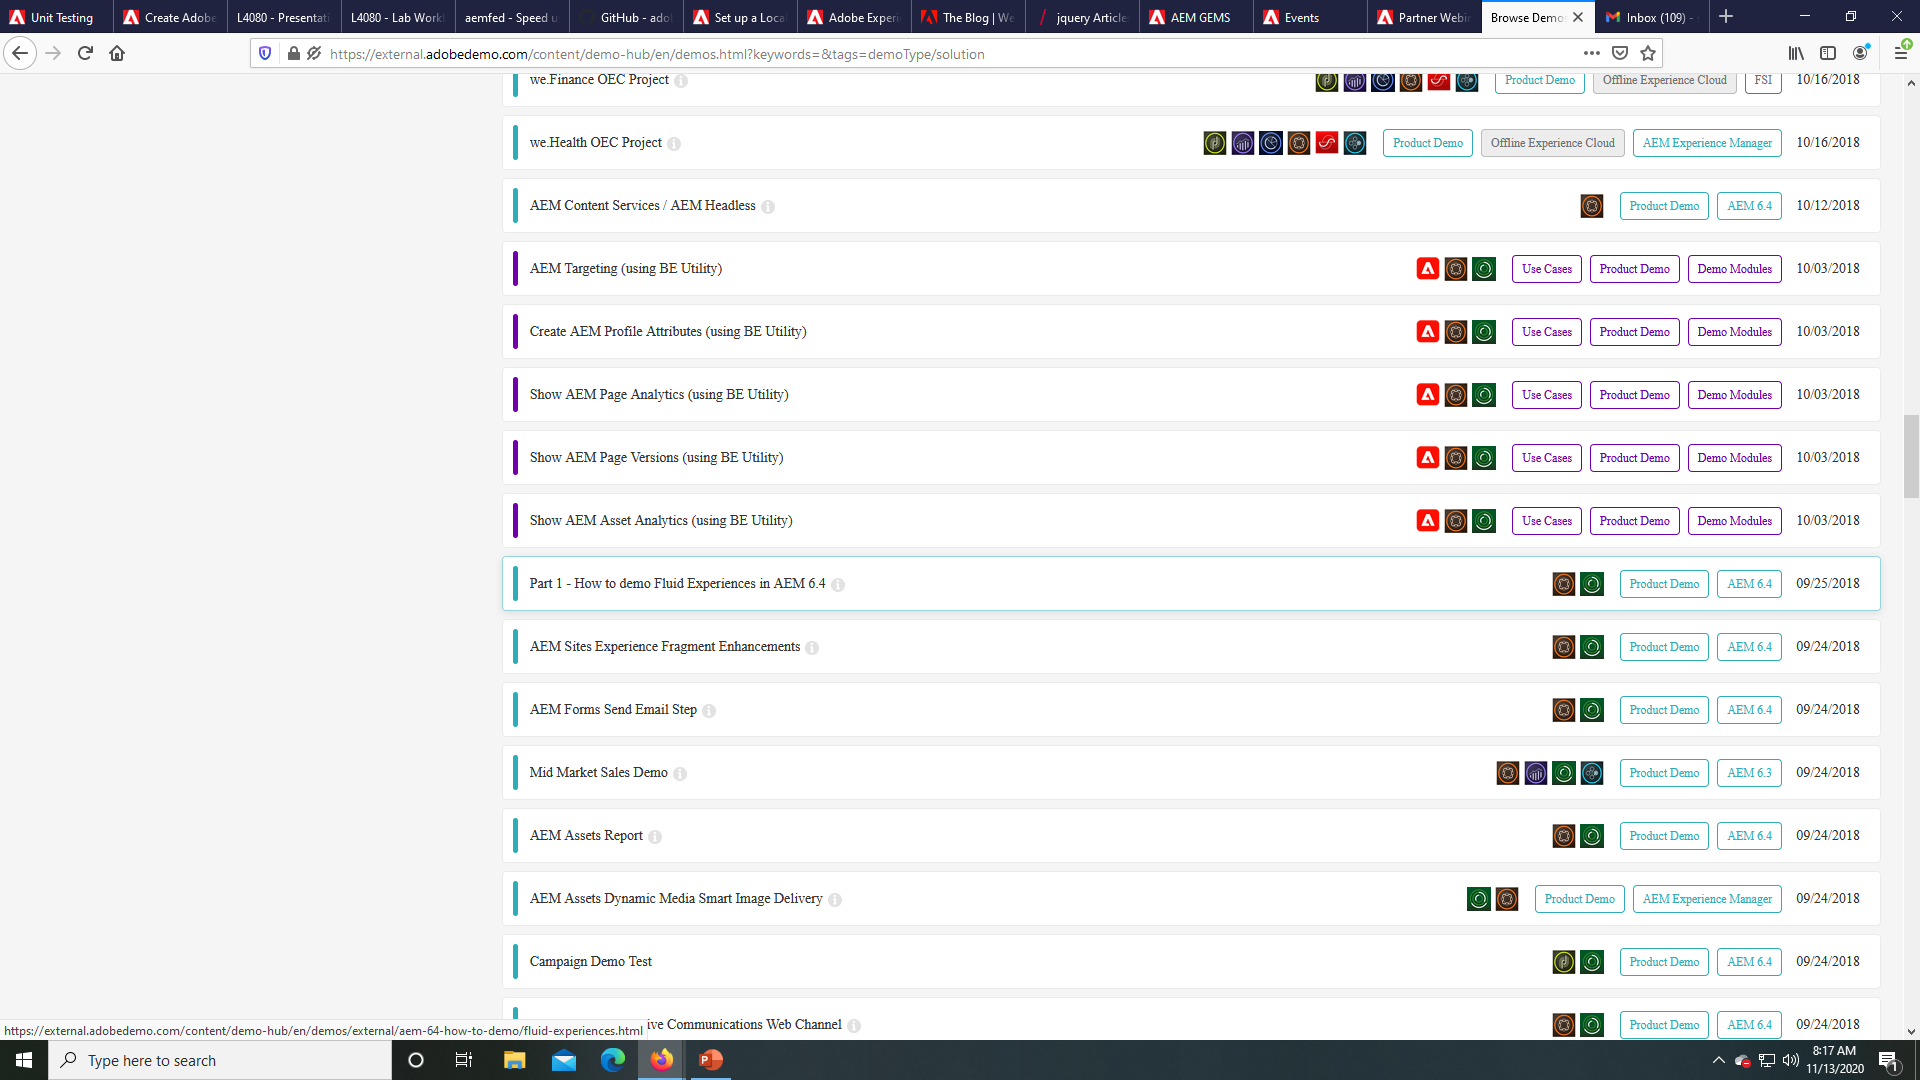 Unit Testing
Create Adobe
L4080 - Presentati
L4080 - Lab Work
aemfed - Speed u
GitHub - ado
Set up a Local
Adobe Experi
The Blog | We
jquery Article
AEM GEMS
Events
Partner Webin
Browse Demo
Inbox (109) -
https://external.adobedemo.com/content/demo-hub/en/demos.html?keywords=&tags=demoType/solution
we.Finance OEC Project Product Demo Offline Experience Cloud FSI 10/16/2018
we.Health OEC Project Product Demo Offline Experience Cloud AEM Experience Manager 10/16/2018
AEM Content Services / AEM Headless Product Demo AEM 6.4 10/12/2018
AEM Targeting (using BE Utility) Use Cases Product Demo Demo Modules 10/03/2018
Create AEM Profile Attributes (using BE Utility) Use Cases Product Demo Demo Modules 10/03/2018
Show AEM Page Analytics (using BE Utility) Use Cases Product Demo Demo Modules 10/03/2018
Show AEM Page Versions (using BE Utility) Use Cases Product Demo Demo Modules 10/03/2018
Show AEM Asset Analytics (using BE Utility) Use Cases Product Demo Demo Modules 10/03/2018
Part 1 - How to demo Fluid Experiences in AEM 6.4 Product Demo AEM 6.4 09/25/2018
AEM Sites Experience Fragment Enhancements Product Demo AEM 6.4 09/24/2018
AEM Forms Send Email Step Product Demo AEM 6.4 09/24/2018
Mid Market Sales Demo Product Demo AEM 6.3 09/24/2018
AEM Assets Report Product Demo AEM 6.4 09/24/2018
AEM Assets Dynamic Media Smart Image Delivery Product Demo AEM Experience Manager 09/24/2018
Campaign Demo Test Product Demo AEM 6.4 09/24/2018
ive Communications Web Channel Product Demo AEM 6.4 09/24/2018
https://external.adobedemo.com/content/demo-hub/en/demos/external/aem-64-how-to-demo/fluid-experiences.html
Type here to search
8:17 AM
11/13/2020
1